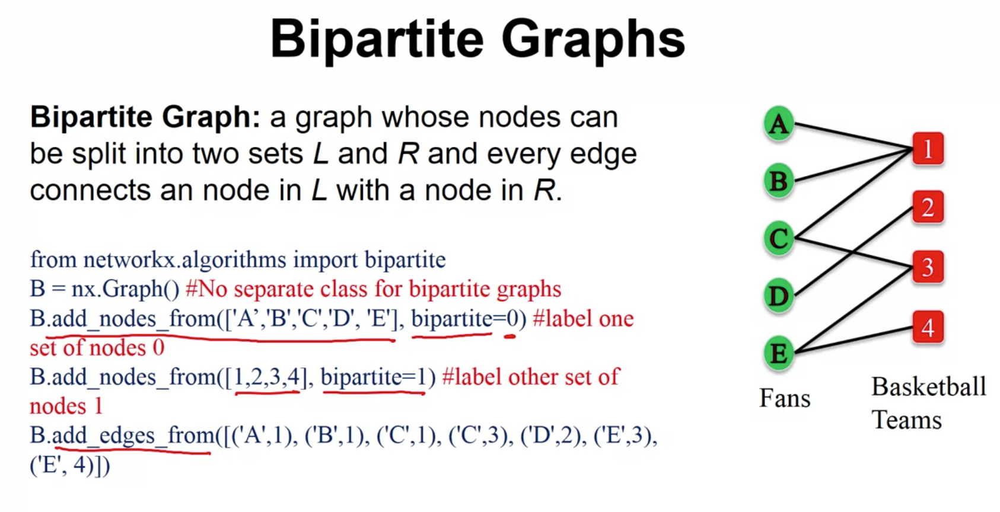 Bipartite Graphs
Bipartite Graph: a graph whose nodes can
be split into two sets L and R and every edge
connects an node in L with a node in R.
from networkx.algorithms import bipartite
B = nx.Graph() #No separate class for bipartite graphs
B.add_nodes_from(['A’,'B','C','D', 'E'], bipartite=0) #label one
set of nodes 0
B.add_nodes_from([1,2,3,4], bipartite=1) #label other set of
nodes 1
B.add_edges_from([('A',1), ('B',1), ('C',1), ('C',3), ('D',2), ('E',3),
('E', 4)])
A
B
C
D
E
Fans
1
2
3
4
Basketball
Teams